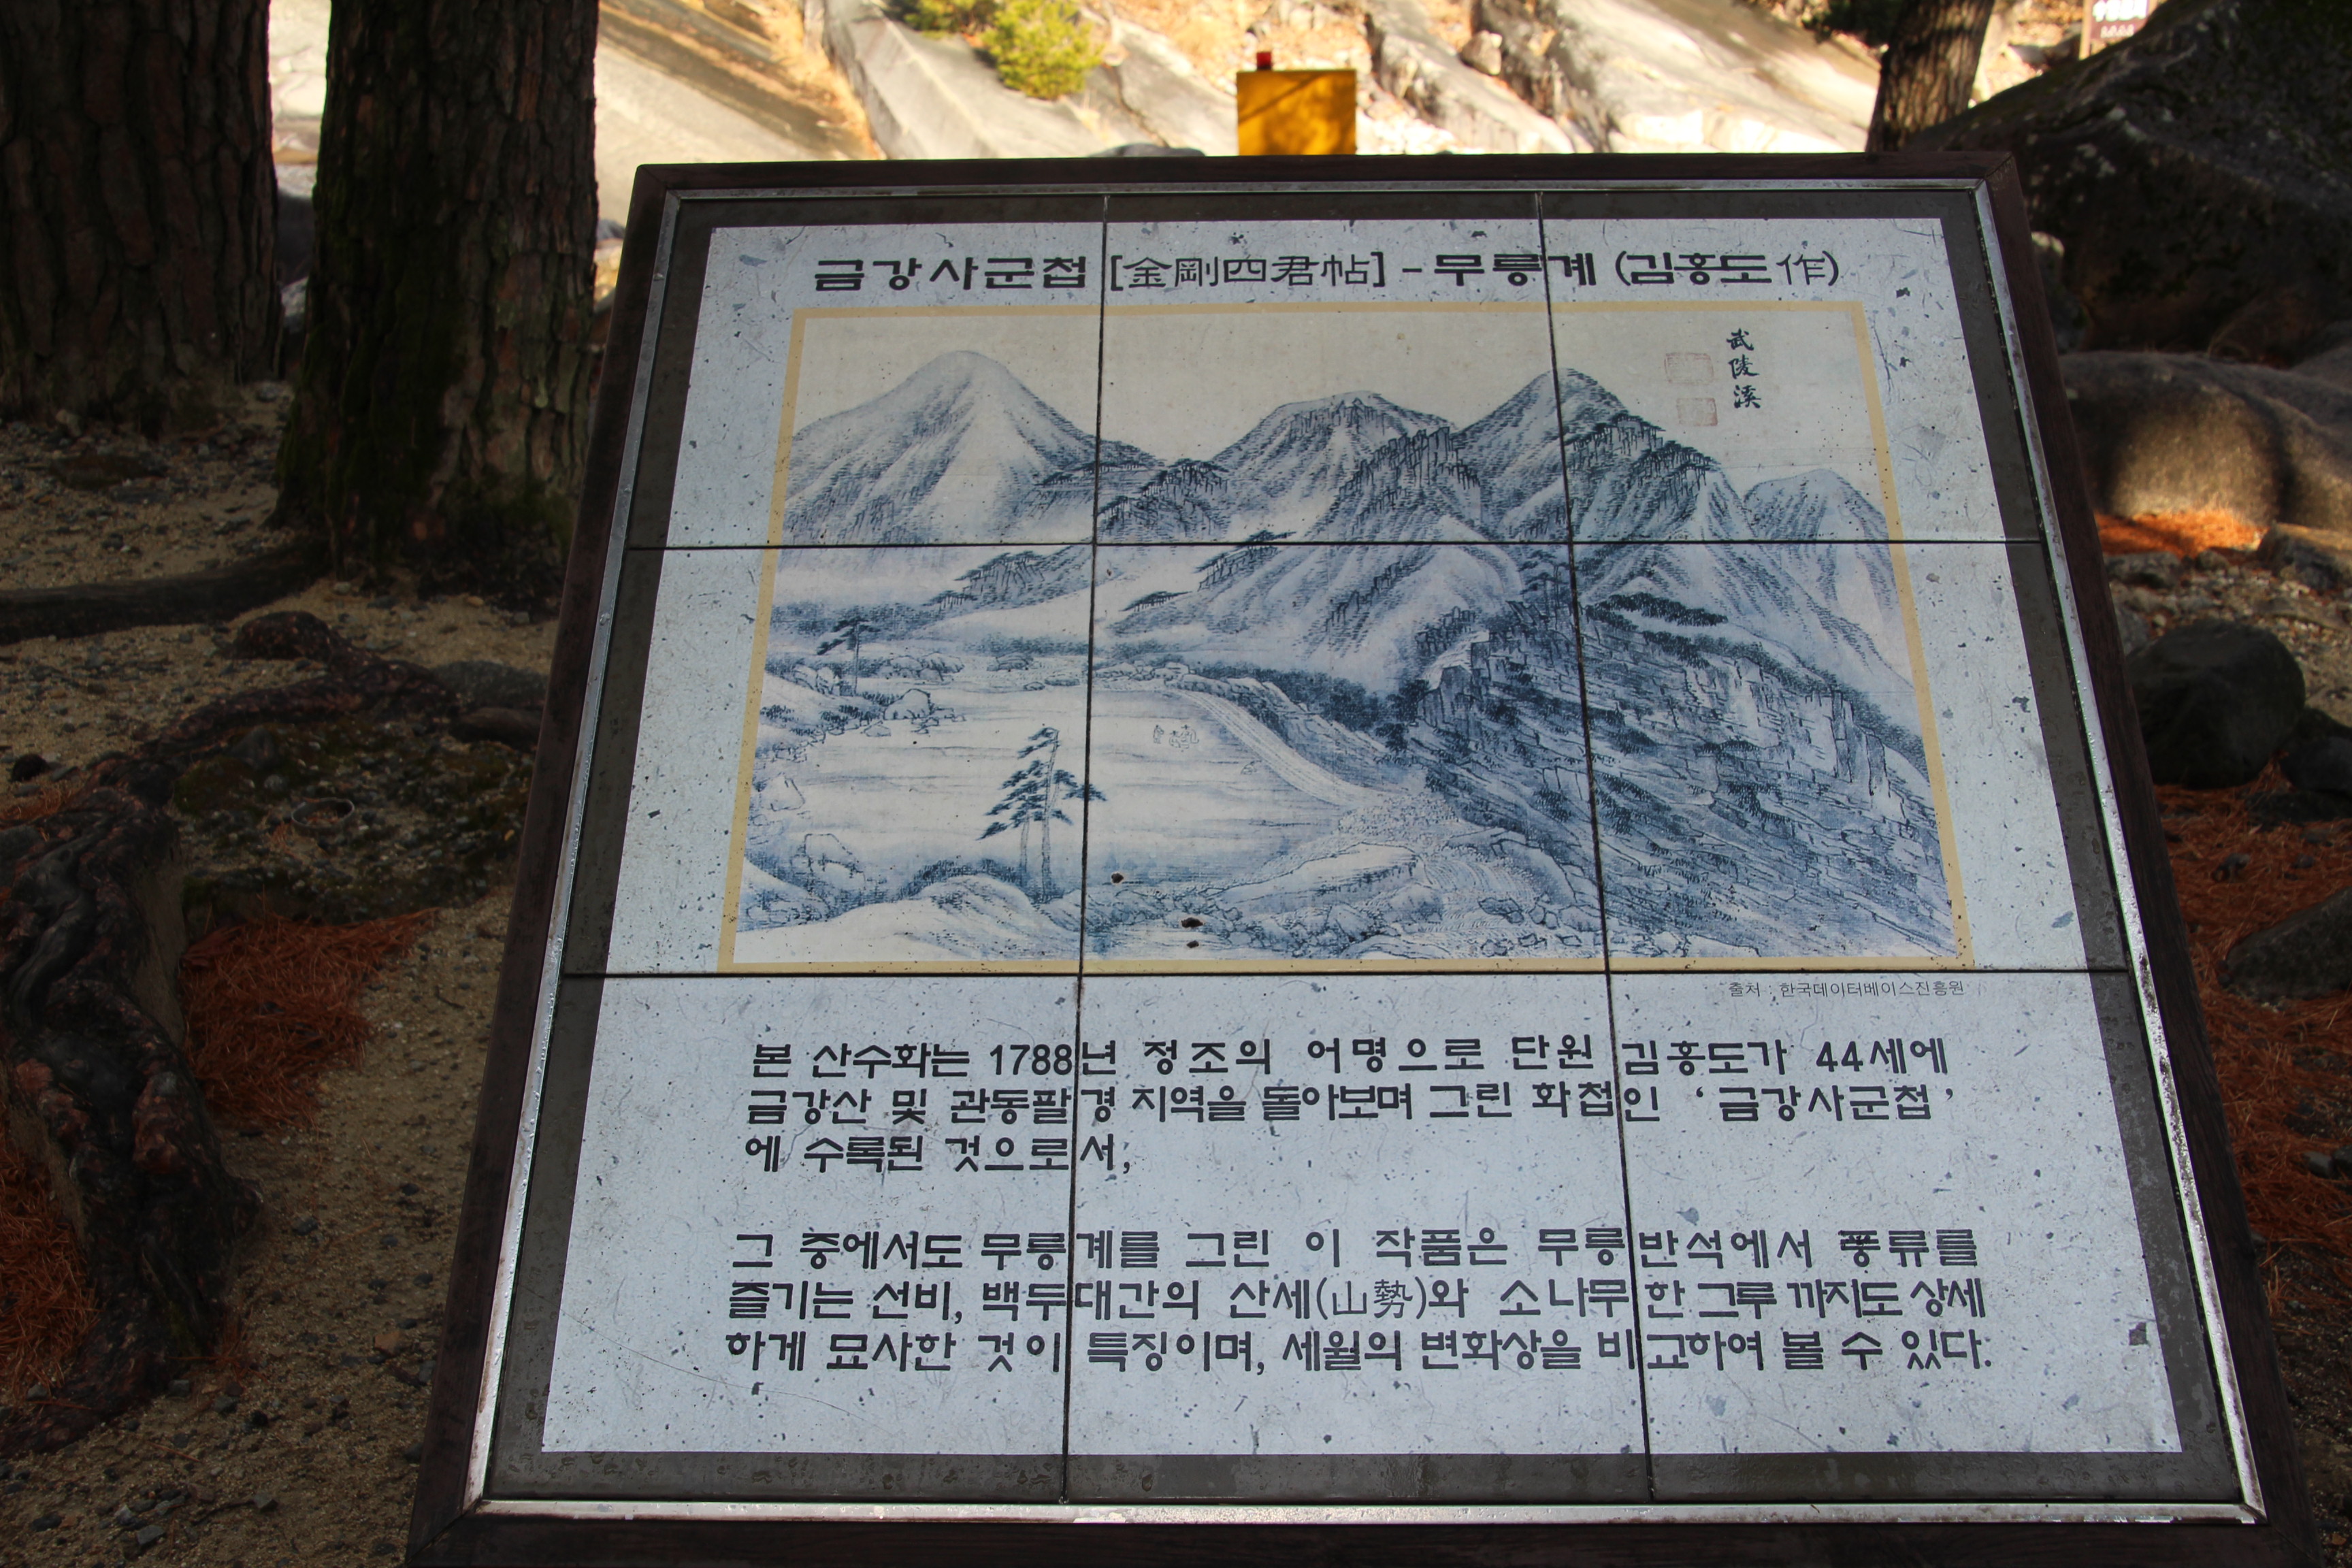 금강사군첩 [金剛四君帖] - 무릉계 (김홍도 作)
武陵溪
출처 : 한국데이터베이스진흥원
본 산수화는 1788년 정조의 어명으로 단원 김홍도가 44세에
금강산 및 관동팔경 지역을 돌아보며 그린 화첩인 ‘금강사군첩’
에 수록된 것으로서,
그 중에서도 무릉계를 그린 이 작품은 무릉반석에서 풍류를
즐기는 선비, 백두대간의 산세(山勢)와 소나무 한 그루 까지도 상세
하게 묘사한 것이 특징이며, 세월의 변화상을 비교하여 볼 수 있다.